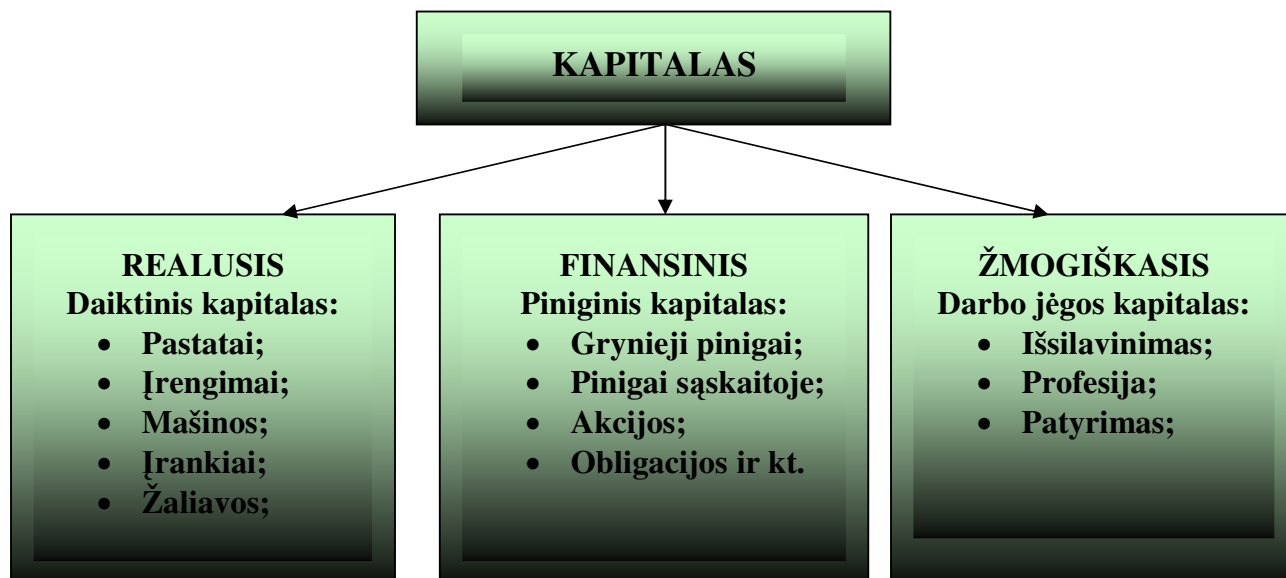 KAPITALAS
REALUSIS
Daiktinis kapitalas:
• Pastatai;
• Įrengimai;
• Mašinos;
• Įrankiai;
• Žaliavos;
FINANSINIS
Piniginis kapitalas:
• Grynieji pinigai;
• Pinigai sąskaitoje;
• Akcijos;
• Obligacijos ir kt.
ŽMOGIŠKASIS
Darbo jėgos kapitalas:
• Išsilavinimas;
• Profesija;
• Patyrimas;